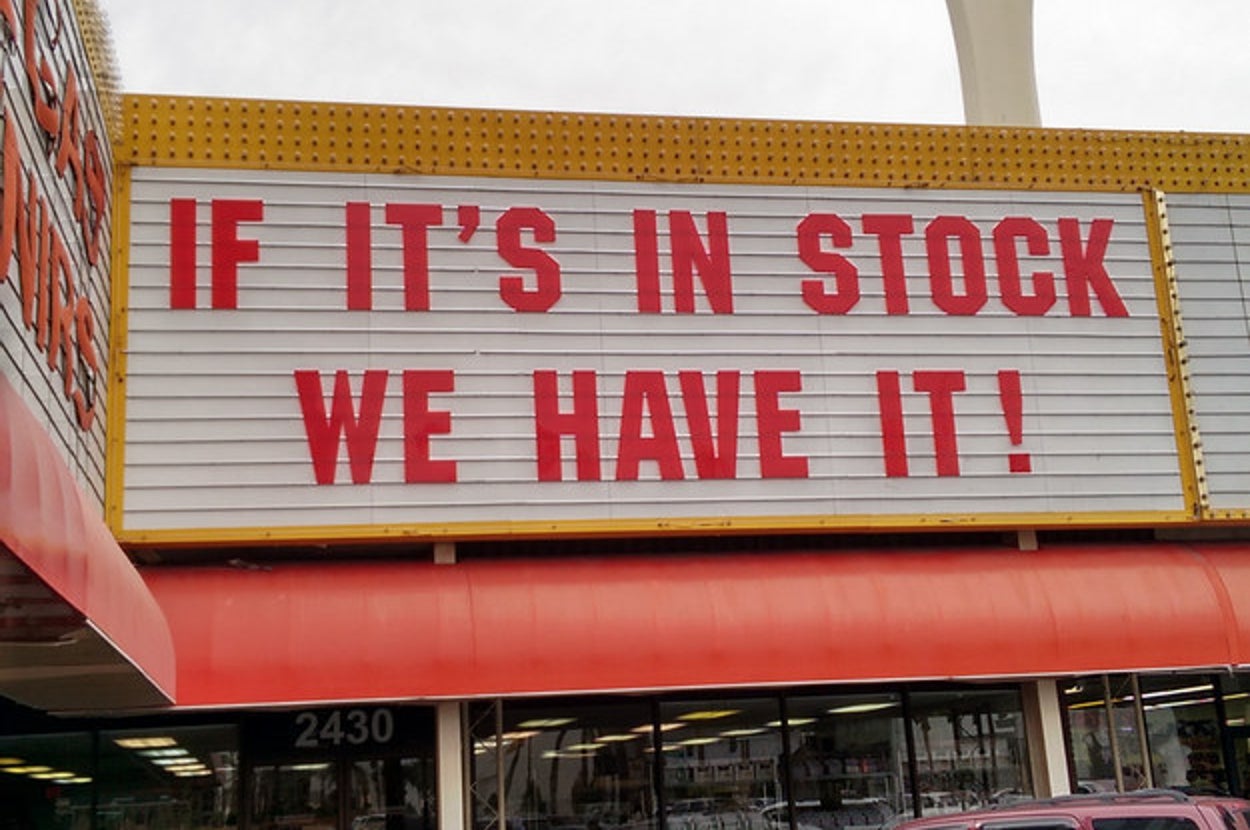 IF IT'S IN STOCK
WE HAVE IT!
2430